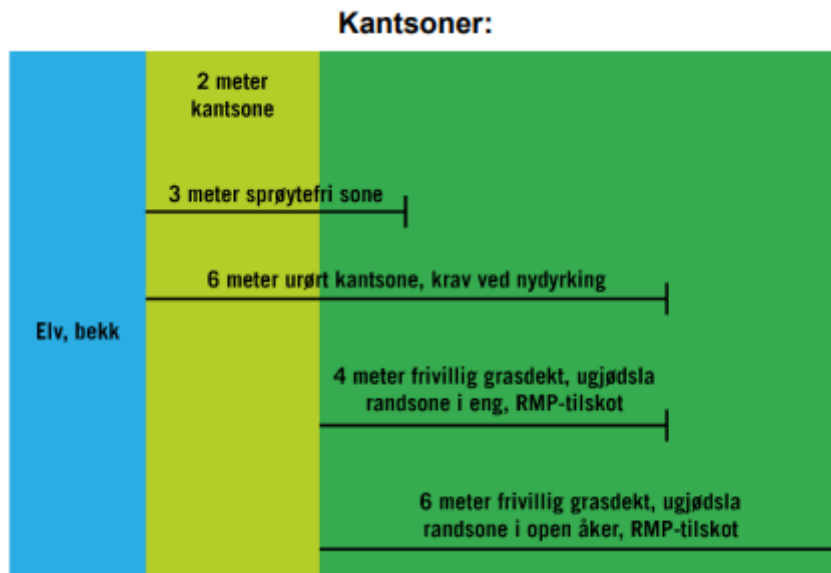 Kantsoner:
2 meter
kantsone
3 meter sprøytefri sone
6 meter urørt kantsone, krav ved nydyrking
Elv, bekk
4 meter frivillig grasdekt, ugjødsla
randsone i eng, RMP-tilskot
6 meter frivillig grasdekt, ugjødsla
randsone i open åker, RMP-tilskot